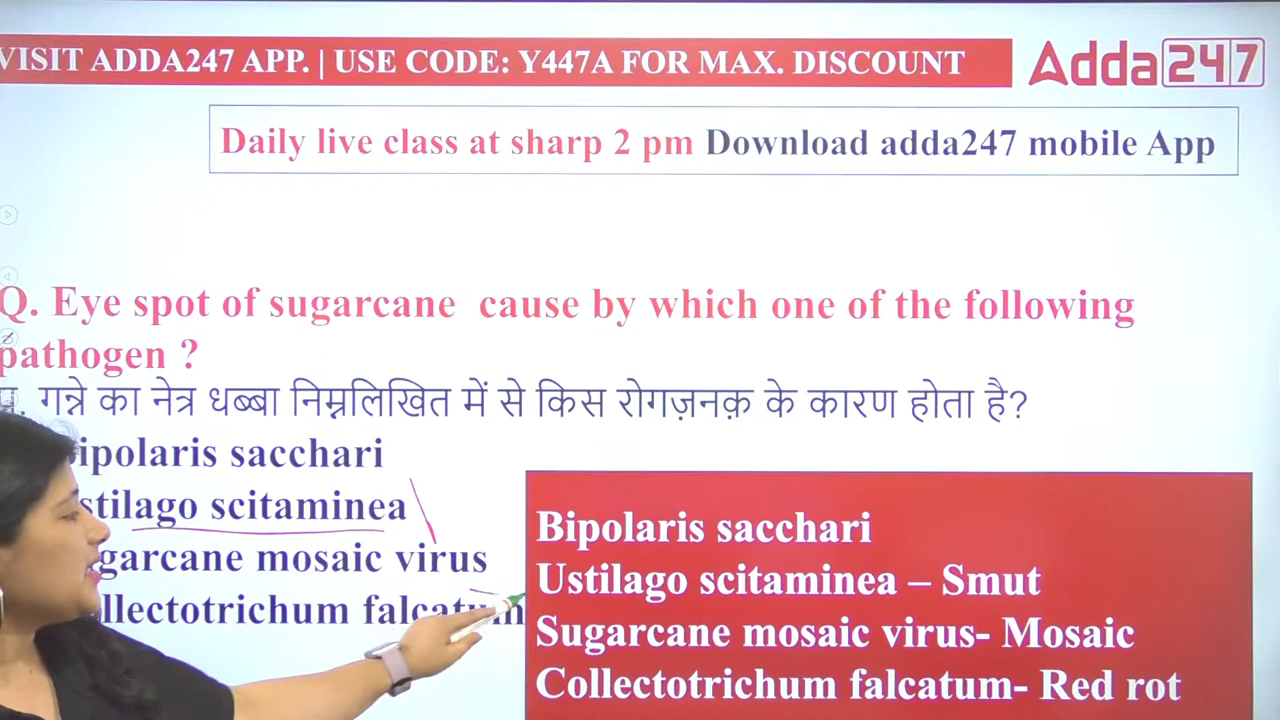 VISIT ADDA247 APP. | USE CODE: Y447A FOR MAX. DISCOUNT
Adda247
Daily live class at sharp 2 pm Download adda247 mobile App
Q. Eye spot of sugarcane cause by which one of the following
pathogen ?
गन्ने का नेत्र धब्बा निम्नलिखित में से किस रोगज़नक़ के कारण होता है?
ipolaris sacchari
stilago scitaminea
garcane mosaic virus
llectotrichum falcatum
Bipolaris sacchari
Ustilago scitaminea – Smut
Sugarcane mosaic virus- Mosaic
Collectotrichum falcatum- Red rot